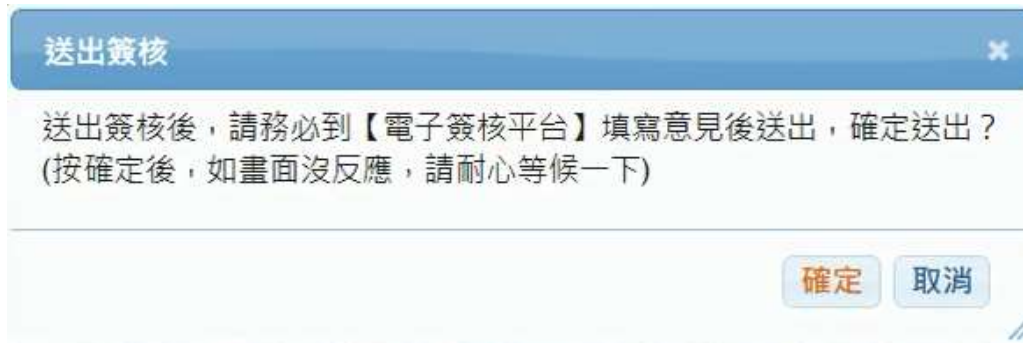 送出簽核
送出簽核後，請務必到【電子簽核平台】填寫意見後送出，確定送出？
(按確定後，如畫面沒反應，請耐心等候一下)
確定 取消